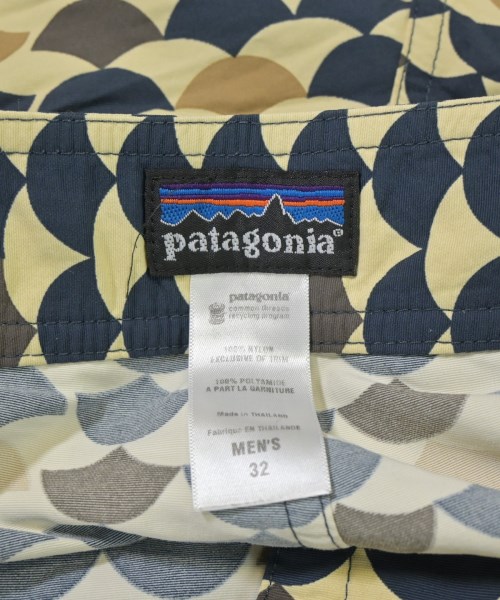 patagonia®
patagonia®
common threads
recycling program
100% NYLON
EXCLUSIVE OF TRIM
100% POLYAMIDE
A PART LA GARNITURE
Made in THAILAND
Fabriqué EN THAILANDE
MEN'S
32